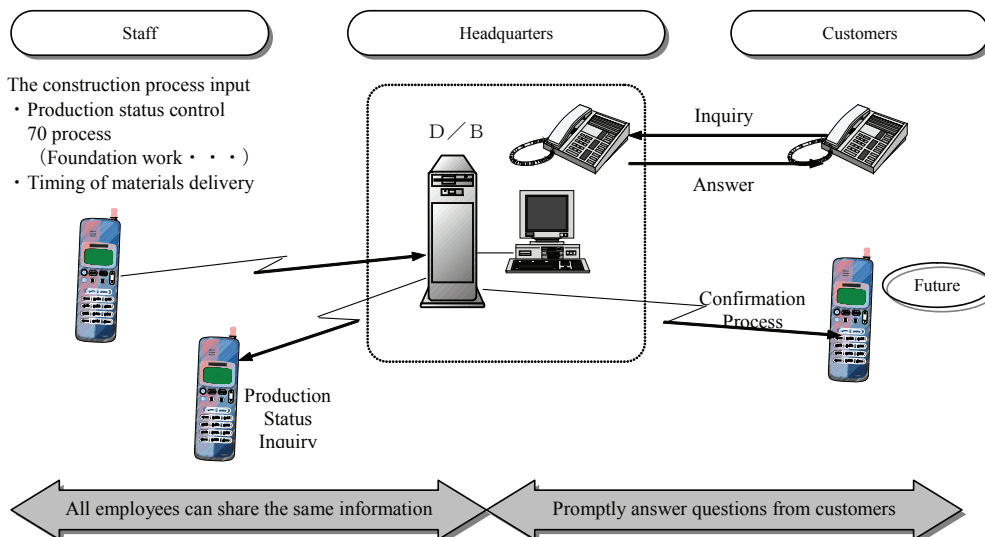 Staff
Headquarters
Customers
The construction process input
・Production status control
70 process
（Foundation work・・・）
・Timing of materials delivery
D／B
Inquiry
Answer
Confirmation
Process
Future
Production
Status
Inquiry
All employees can share the same information
Promptly answer questions from customers